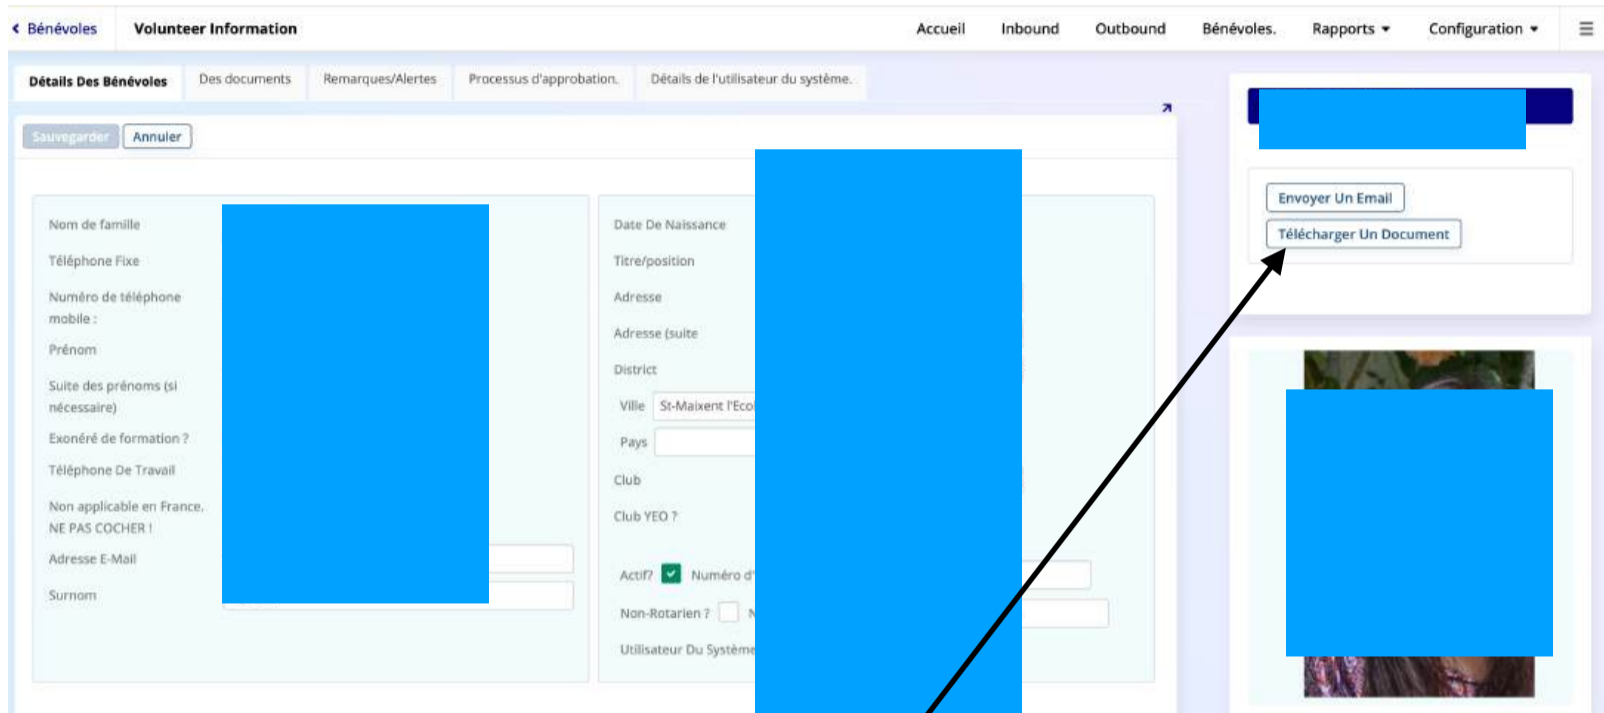 Bénévoles Volunteer Information Accueil Inbound Outbound Bénévoles. Rapports Configuration
Détails Des Bénévoles Des documents Remarques/Alertes Processus d'approbation. Détails de l'utilisateur du système.
Sauvegarder Annuler
Nom de famille
Téléphone Fixe
Numéro de téléphone
mobile :
Prénom
Suite des prénoms (si
nécessaire)
Exonéré de formation ?
Téléphone De Travail
Non applicable en France.
NE PAS COCHER !
Adresse E-Mail
Surnom
Date De Naissance
Titre/position
Adresse
Adresse (suite
District
Ville St-Maixent l'Ecol
Pays
Club
Club YEO ?
Actif? Numéro d'
Non-Rotarien ? N
Utilisateur Du Système
Envoyer Un Email
Télécharger Un Document